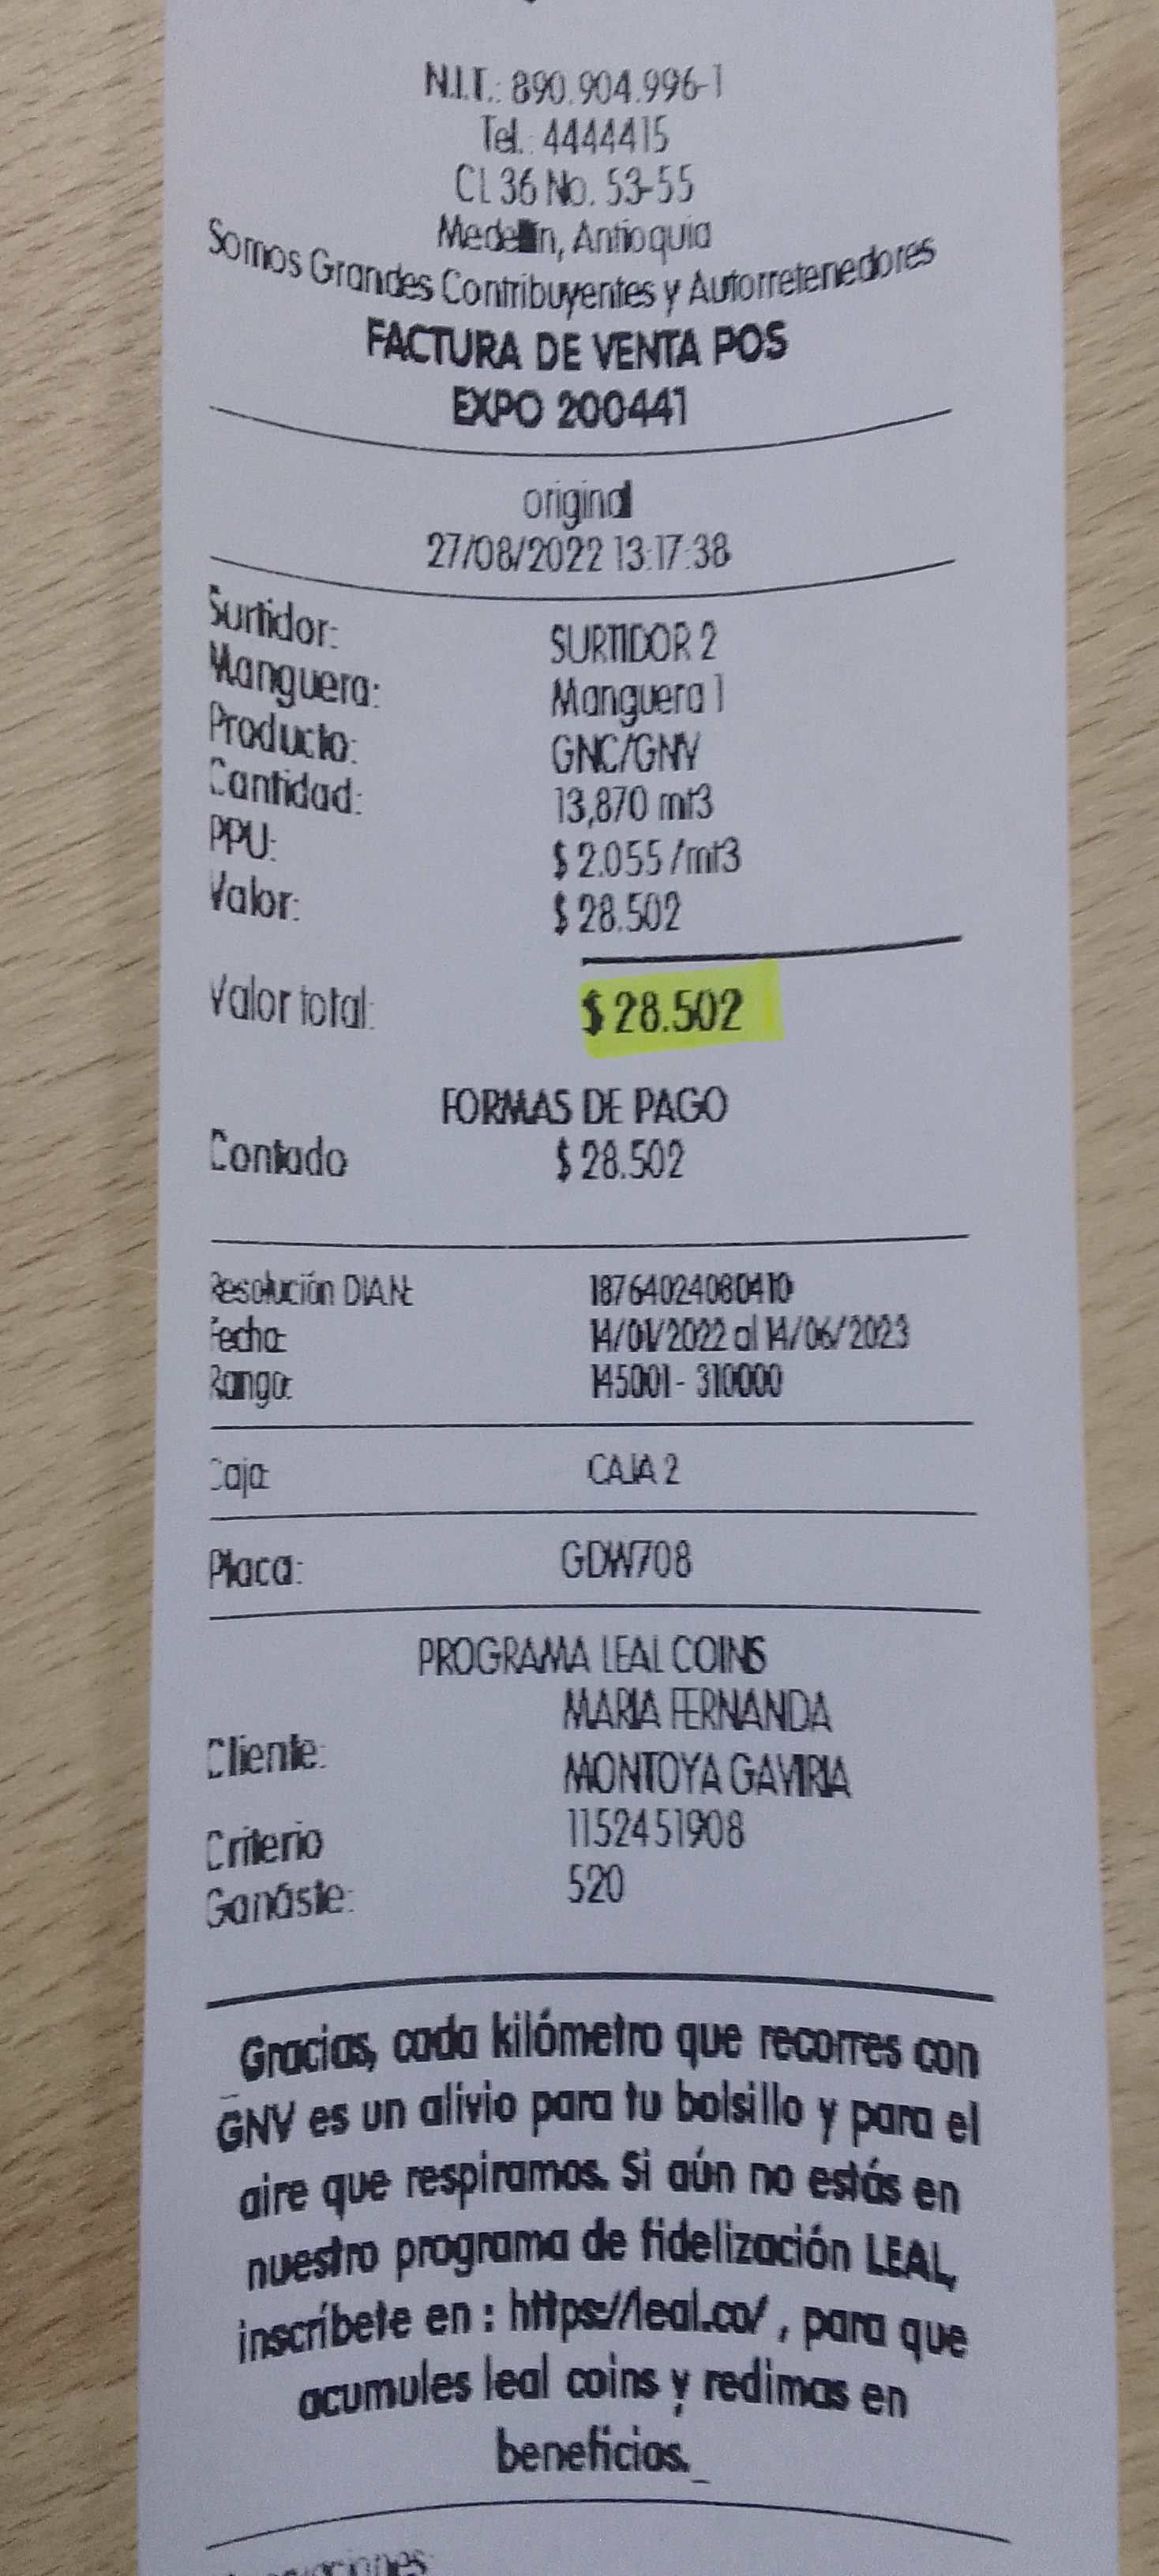 N.I.T.: 890.904.996-1
Tel.: 4444415
CL 36 No. 53-55
Medellín, Antioquia
Somos Grandes Contribuyentes y Autorretenedores
FACTURA DE VENTA POS
EXPO 200441
original
27/08/2022 13:17:38
Surtidor: SURTIDOR 2
Manguera: Manguera 1
Producto: GNC/GNV
Cantidad: 13,870 mt3
PPU: $ 2.055 /mt3
Valor: $ 28.502
Valor total: $ 28.502
FORMAS DE PAGO
Contado $ 28.502
Resolución DIAN: 18764024080410
Fecha: 14/01/2022 al 14/06/2023
Rango: 145001 - 310000
Caja: CAJA 2
Placa: GDW708
PROGRAMA LEAL COINS
Cliente: MARIA FERNANDA
MONTOYA GAVIRIA
Criterio 1152451908
Ganáste: 520
Gracias, cada kilómetro que recorres con
GNV es un alivio para tu bolsillo y para el
aire que respiramos. Si aún no estás en
nuestro programa de fidelización LEAL,
inscríbete en : https://leal.co/ , para que
acumules leal coins y redimas en
beneficios._